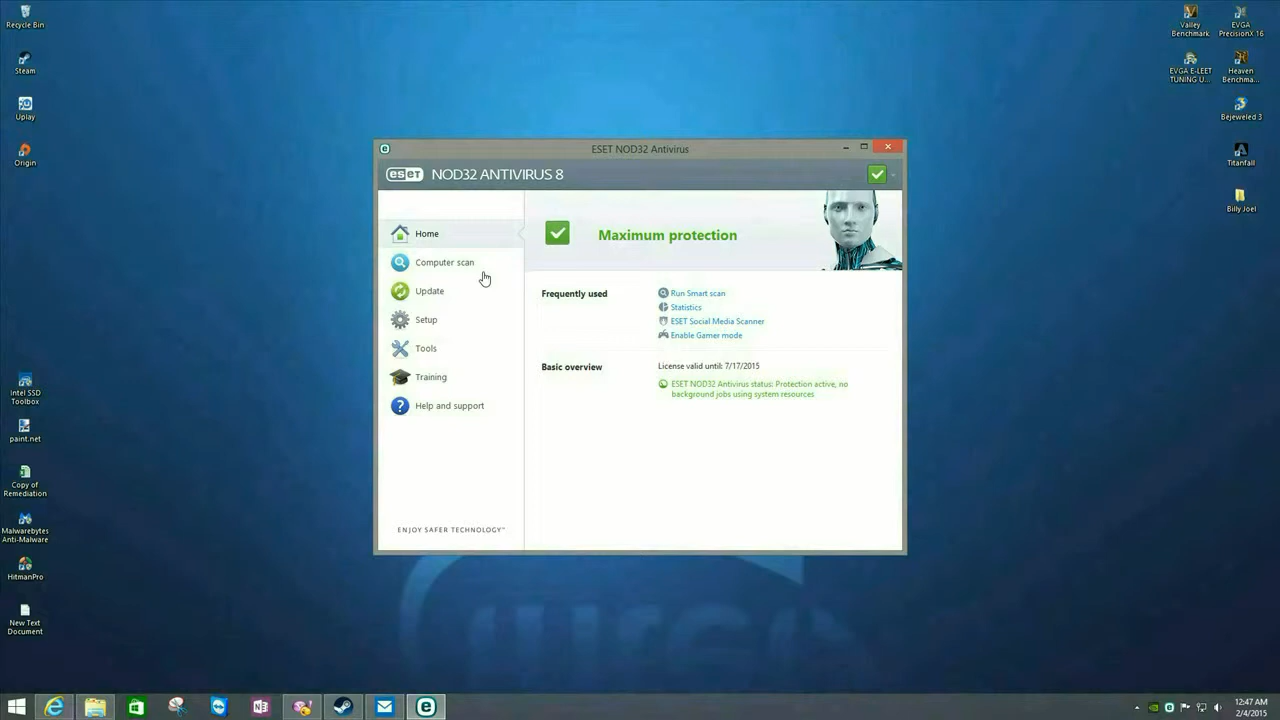 Recycle Bin
Steam
Uplay
Origin
Intel SSD
Toolbox
paint.net
Copy of
Remediation
Malwarebytes
Anti-Malware
HitmanPro
New Text
Document
Valley
Benchmark
EVGA
PrecisionX 16
EVGA E-LEET
TUNING U...
Heaven
Benchma...
Bejeweled 3
Titanfall
Billy Joel
ESET NOD32 Antivirus
eseT NOD32 ANTIVIRUS 8
Home
Computer scan
Update
Setup
Tools
Training
Help and support
ENJOY SAFER TECHNOLOGY™
Maximum protection
Frequently used
Run Smart scan
Statistics
ESET Social Media Scanner
Enable Gamer mode
Basic overview
License valid until: 7/17/2015
ESET NOD32 Antivirus status: Protection active, no
background jobs using system resources
12:47 AM
2/4/2015